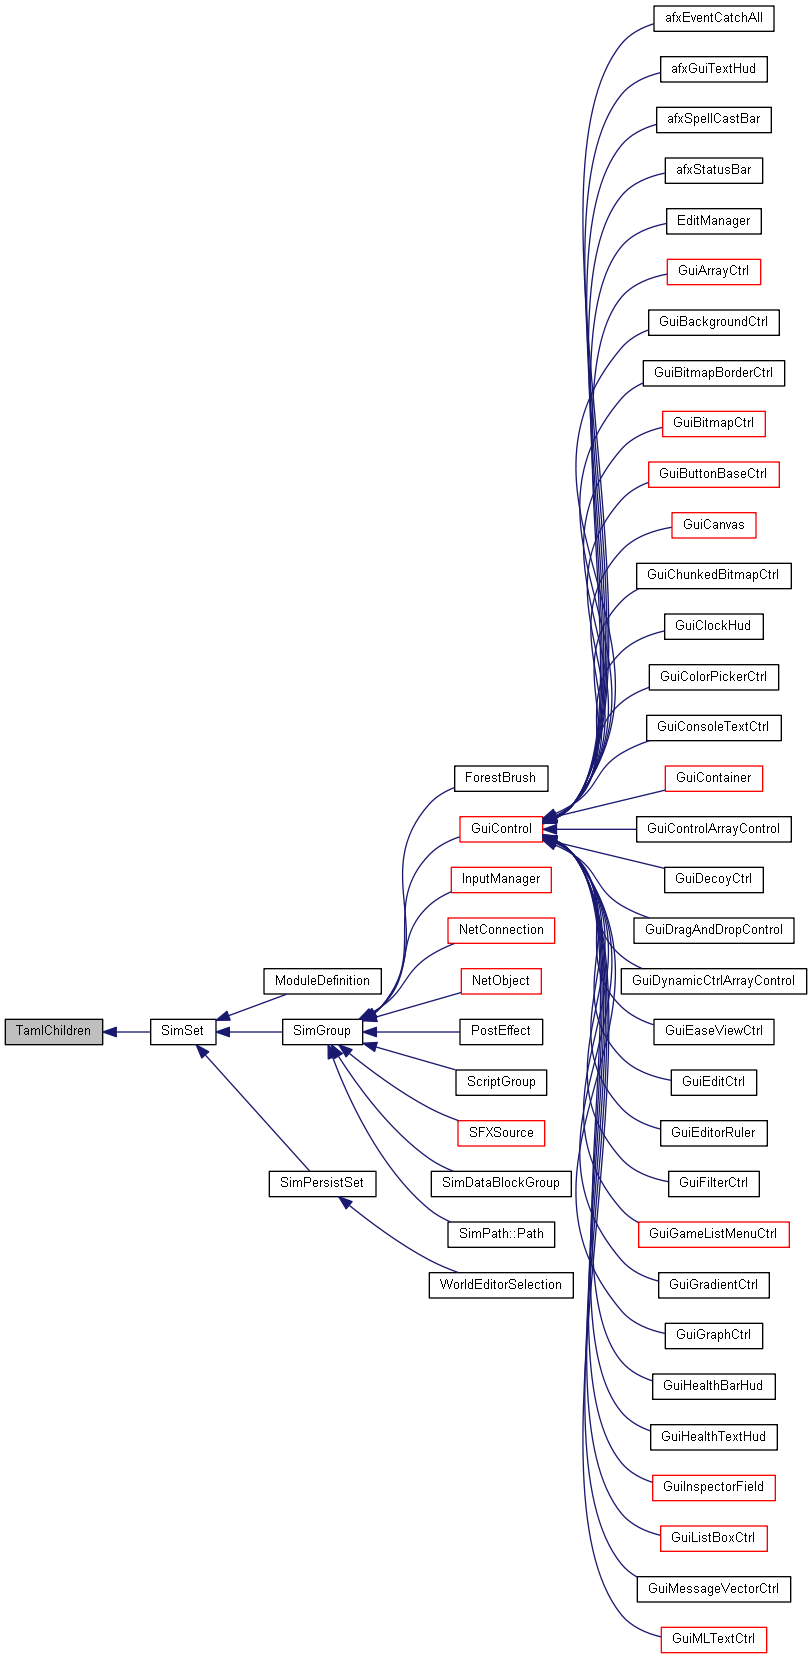 afxEventCatchAll
afxGuiTextHud
afxSpellCastBar
afxStatusBar
EditManager
GuiArrayCtrl
GuiBackgroundCtrl
GuiBitmapBorderCtrl
GuiBitmapCtrl
GuiButtonBaseCtrl
GuiCanvas
GuiChunkedBitmapCtrl
GuiClockHud
GuiColorPickerCtrl
GuiConsoleTextCtrl
ForestBrush
GuiContainer
GuiControl
GuiControlArrayControl
InputManager
GuiDecoyCtrl
NetConnection
GuiDragAndDropControl
ModuleDefinition
NetObject
GuiDynamicCtrlArrayControl
TamlChildren
SimSet
SimGroup
PostEffect
GuiEaseViewCtrl
ScriptGroup
GuiEditCtrl
SFXSource
GuiEditorRuler
SimPersistSet
SimDataBlockGroup
GuiFilterCtrl
SimPath::Path
GuiGameListMenuCtrl
WorldEditorSelection
GuiGradientCtrl
GuiGraphCtrl
GuiHealthBarHud
GuiHealthTextHud
GuiInspectorField
GuiListBoxCtrl
GuiMessageVectorCtrl
GuiMLTextCtrl